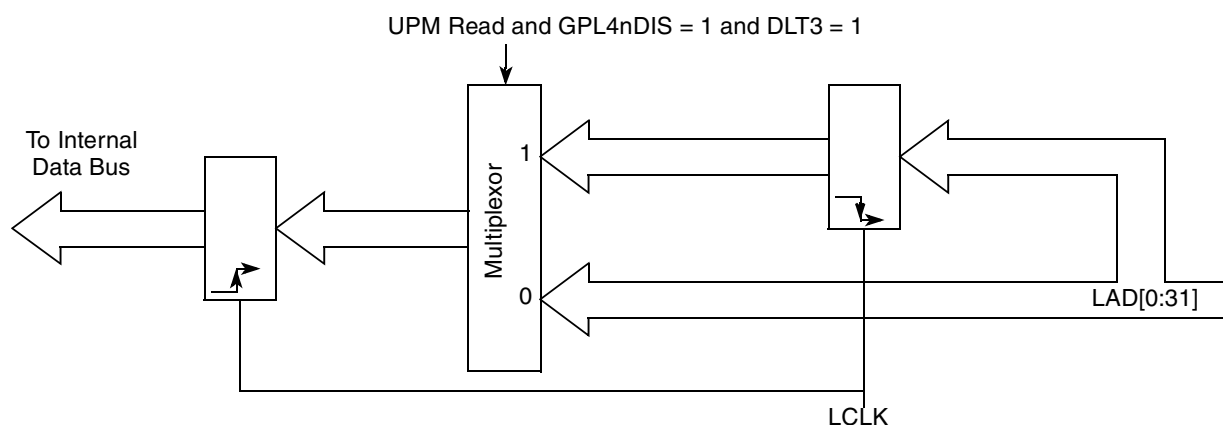 UPM Read and GPL4nDIS = 1 and DLT3 = 1
To Internal
Data Bus
Multiplexor
1
0
LAD[0:31]
LCLK